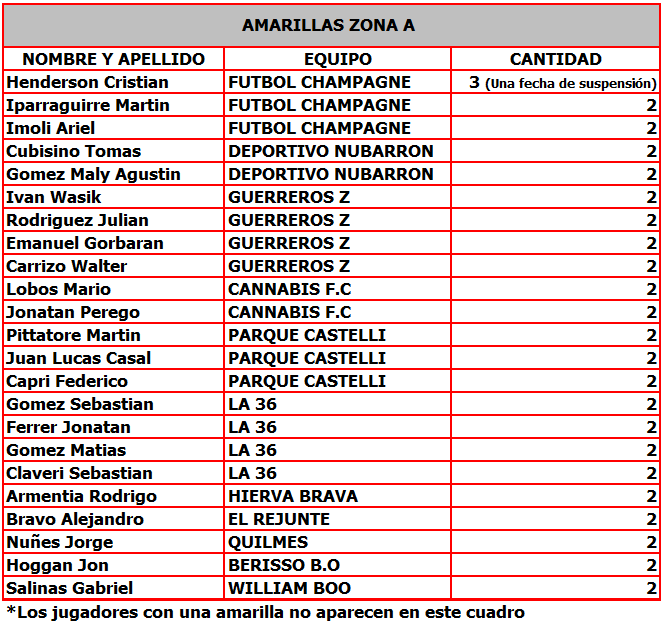 AMARILLAS ZONA A
NOMBRE Y APELLIDO EQUIPO CANTIDAD
Henderson Cristian FUTBOL CHAMPAGNE 3 (Una fecha de suspensión)
Iparraguirre Martin FUTBOL CHAMPAGNE 2
Imoli Ariel FUTBOL CHAMPAGNE 2
Cubisino Tomas DEPORTIVO NUBARRON 2
Gomez Maly Agustin DEPORTIVO NUBARRON 2
Ivan Wasik GUERREROS Z 2
Rodriguez Julian GUERREROS Z 2
Emanuel Gorbaran GUERREROS Z 2
Carrizo Walter GUERREROS Z 2
Lobos Mario CANNABIS F.C 2
Jonatan Perego CANNABIS F.C 2
Pittatore Martin PARQUE CASTELLI 2
Juan Lucas Casal PARQUE CASTELLI 2
Capri Federico PARQUE CASTELLI 2
Gomez Sebastian LA 36 2
Ferrer Jonatan LA 36 2
Gomez Matias LA 36 2
Claveri Sebastian LA 36 2
Armentia Rodrigo HIERVA BRAVA 2
Bravo Alejandro EL REJUNTE 2
Nuñes Jorge QUILMES 2
Hoggan Jon BERISSO B.O 2
Salinas Gabriel WILLIAM BOO 2
*Los jugadores con una amarilla no aparecen en este cuadro